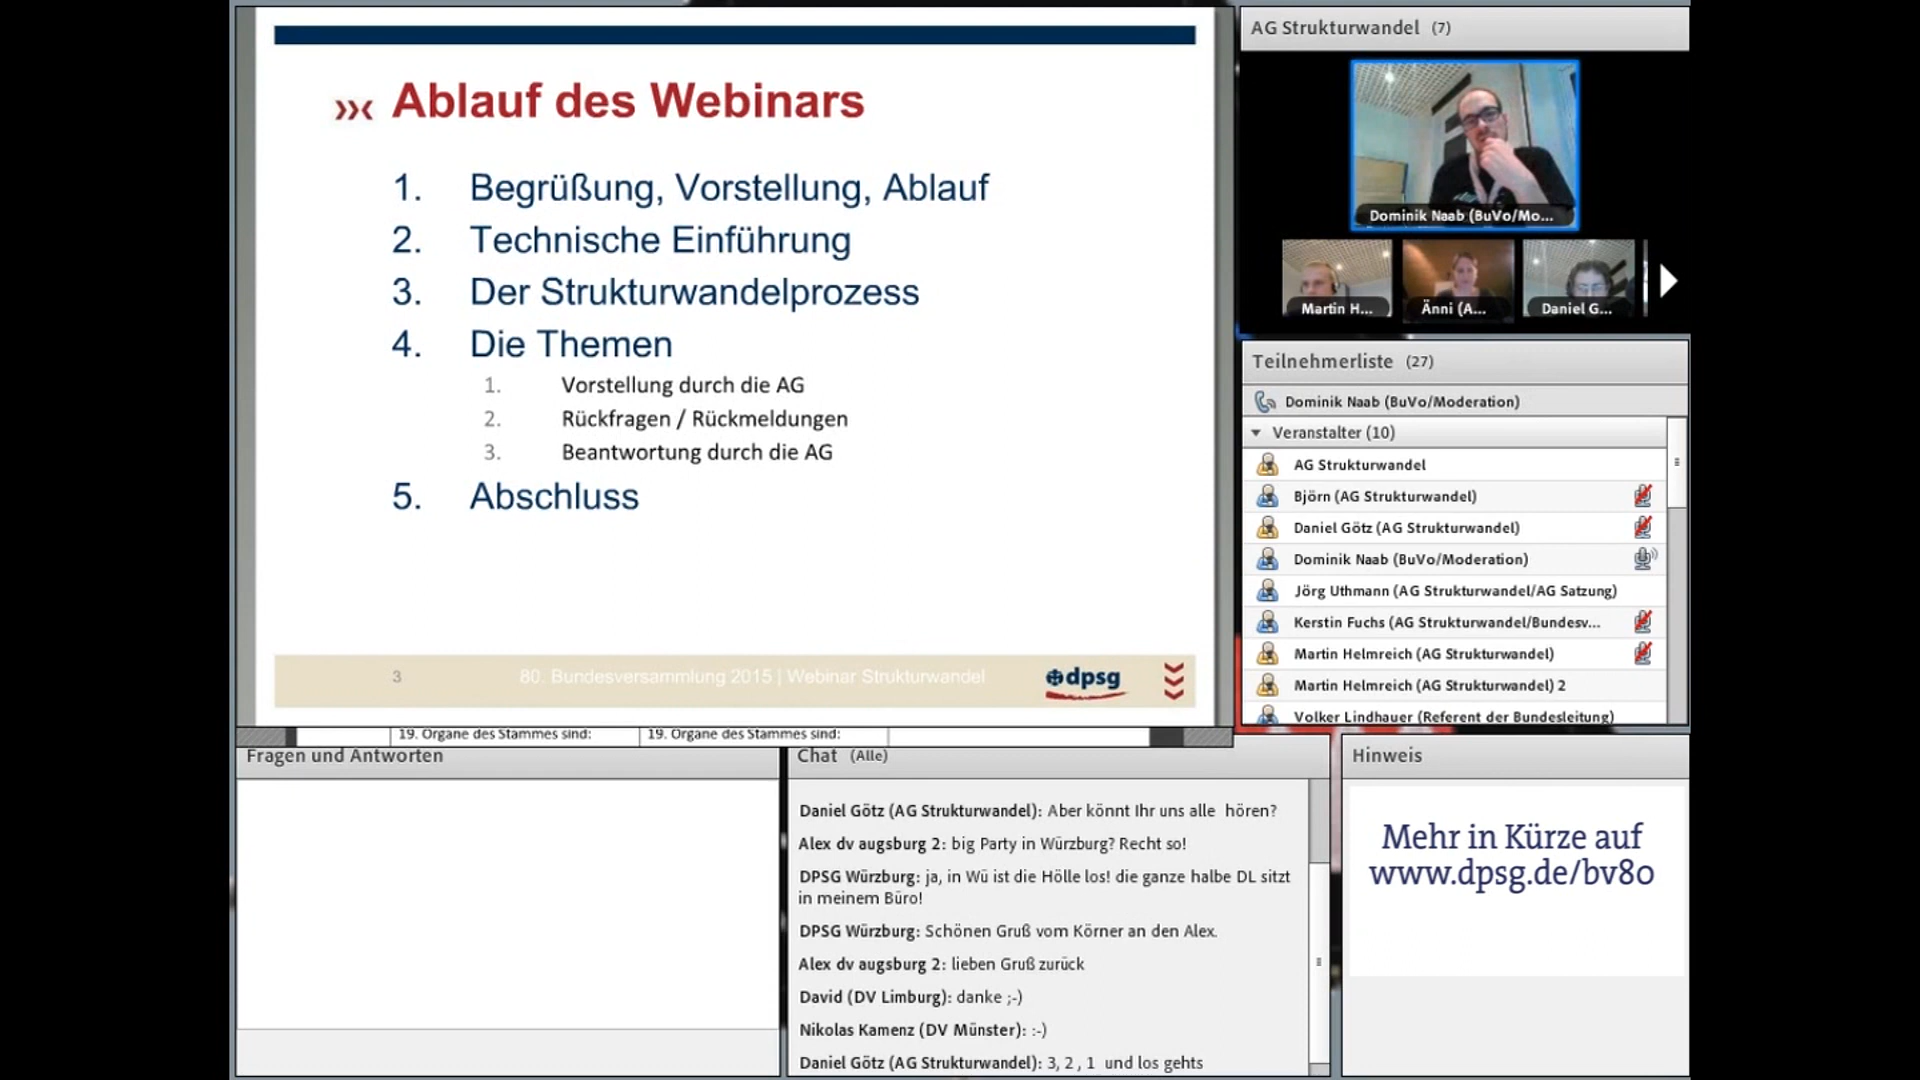 Ablauf des Webinars
1. Begrüßung, Vorstellung, Ablauf
2. Technische Einführung
3. Der Strukturwandelprozess
4. Die Themen
1. Vorstellung durch die AG
2. Rückfragen / Rückmeldungen
3. Beantwortung durch die AG
5. Abschluss
3 80. Bundesversammlung 2015 | Webinar Strukturwandel dpsg
19. Organe des Stammes sind: 19. Organe des Stammes sind:
AG Strukturwandel (7)
Dominik Naab (BuVo/Mo...
Martin H... Änni (A... Daniel G...
Teilnehmerliste (27)
Dominik Naab (BuVo/Moderation)
Veranstalter (10)
AG Strukturwandel
Björn (AG Strukturwandel)
Daniel Götz (AG Strukturwandel)
Dominik Naab (BuVo/Moderation)
Jörg Uthmann (AG Strukturwandel/AG Satzung)
Kerstin Fuchs (AG Strukturwandel/Bundesv...
Martin Helmreich (AG Strukturwandel)
Martin Helmreich (AG Strukturwandel) 2
Volker Lindhauer (Referent der Bundesleitung)
Fragen und Antworten
Chat (Alle)
Daniel Götz (AG Strukturwandel): Aber könnt Ihr uns alle hören?
Alex dv augsburg 2: big Party in Würzburg? Recht so!
DPSG Würzburg: ja, in Wü ist die Hölle los! die ganze halbe DL sitzt
in meinem Büro!
DPSG Würzburg: Schönen Gruß vom Körner an den Alex.
Alex dv augsburg 2: lieben Gruß zurück
David (DV Limburg): danke ;-)
Nikolas Kamenz (DV Münster): :-)
Daniel Götz (AG Strukturwandel): 3, 2 , 1 und los gehts
Hinweis
Mehr in Kürze auf
www.dpsg.de/bv80